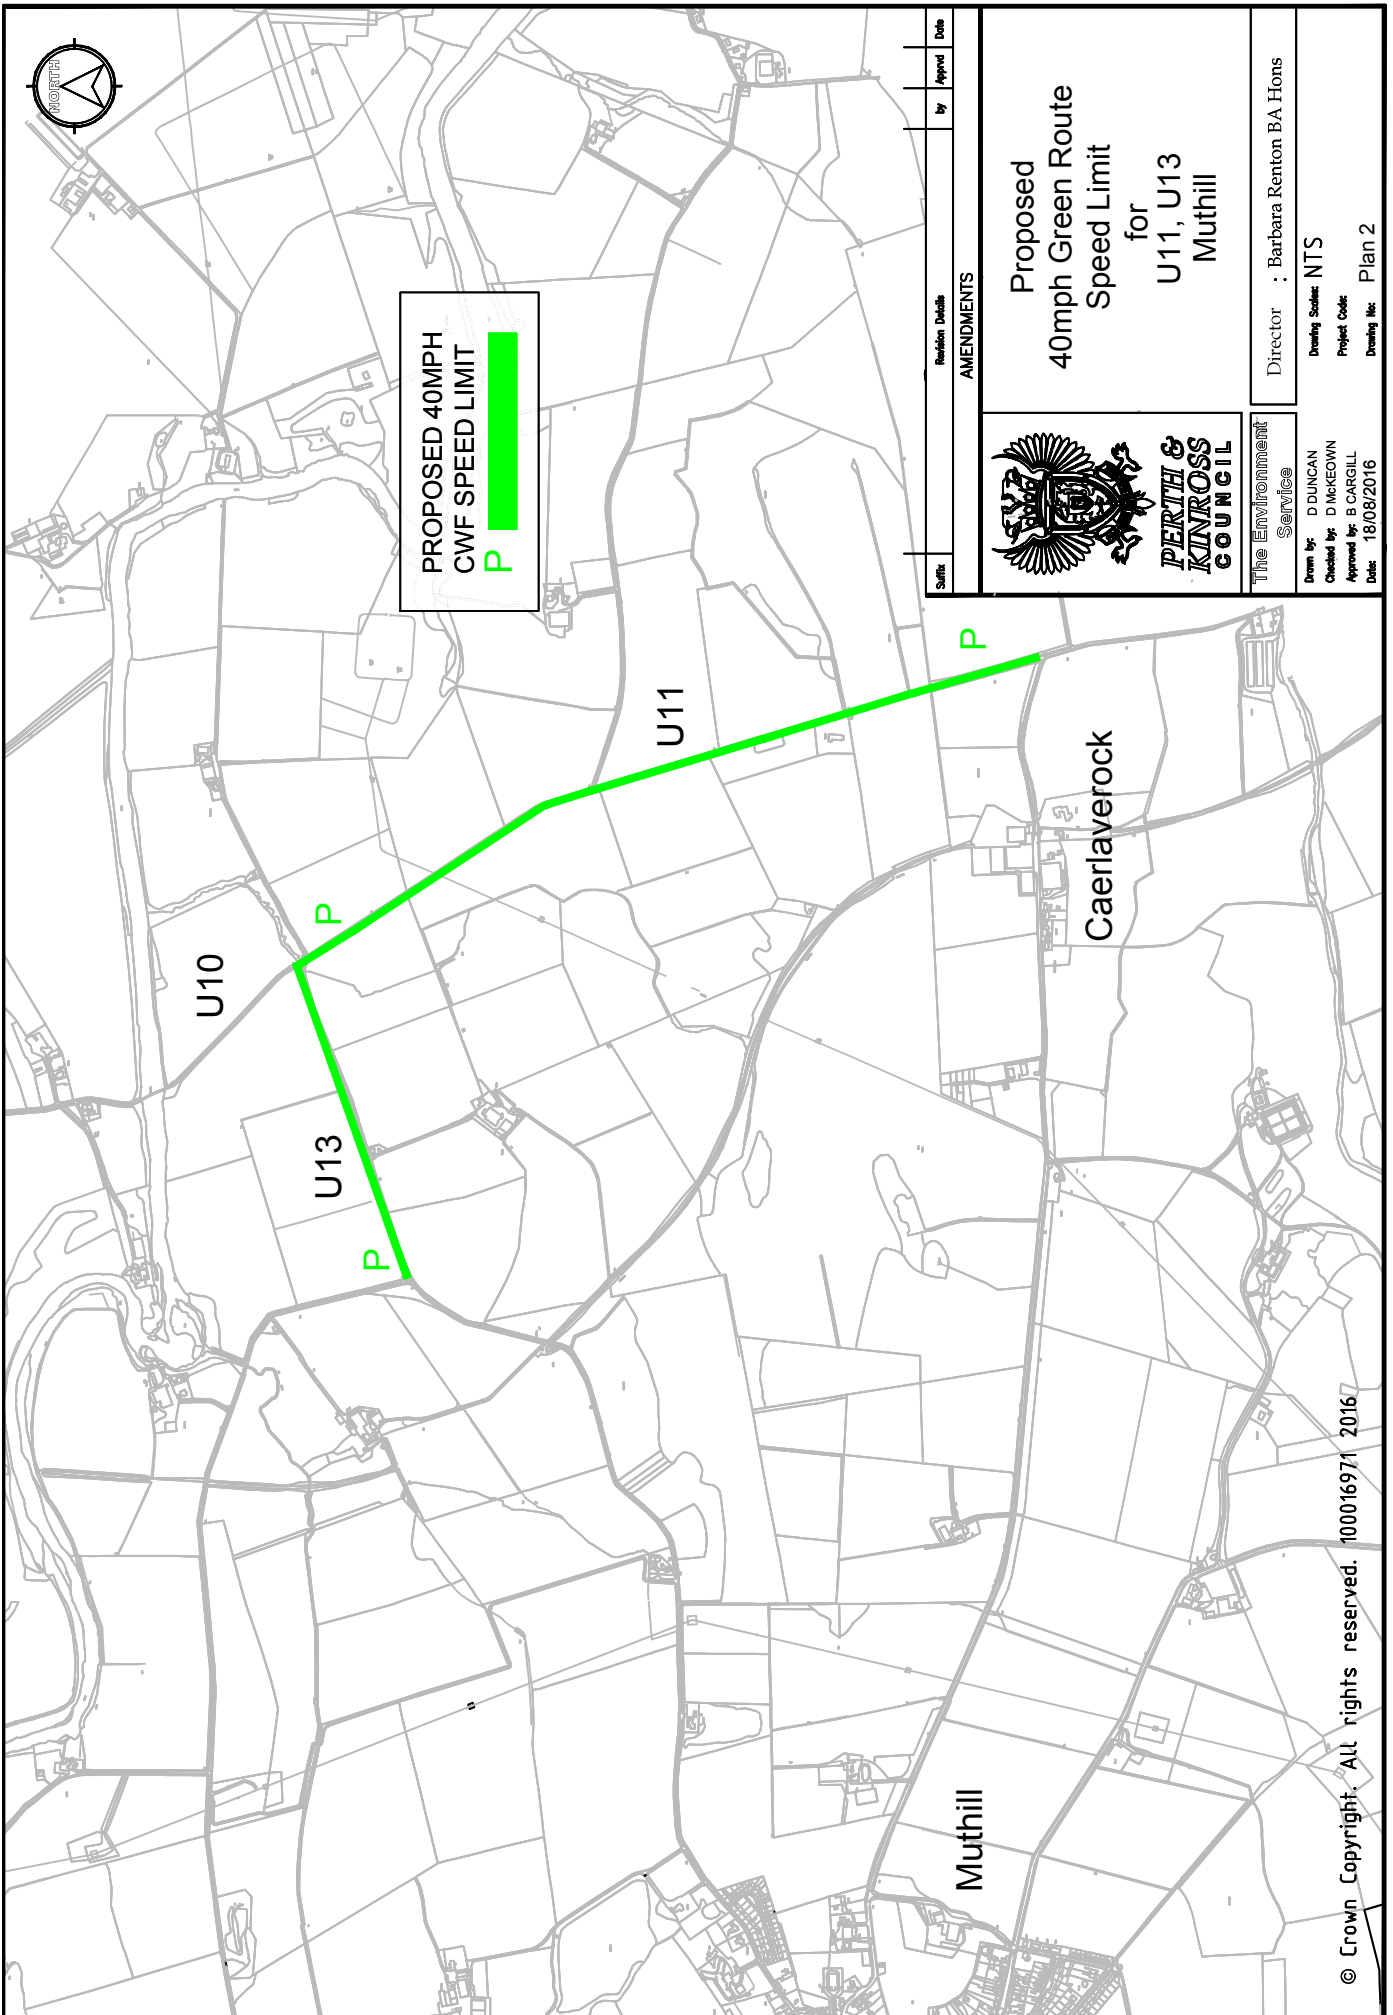 NORTH
PROPOSED 40MPH
CWF SPEED LIMIT
P
U10
P
U13
P
U11
P
Caerlaverock
Muthill
© Crown Copyright. All rights reserved. 100016971 2016
Suffix Revision Details by Apprvd Date
AMENDMENTS
PERTH &
KINROSS
COUNCIL
Proposed
40mph Green Route
Speed Limit
for
U11, U13
Muthill
The Environment
Service
Director : Barbara Renton BA Hons
Drawn by: D DUNCAN
Checked by: D McKEOWN
Approved by: B CARGILL
Date: 18/08/2016
Drawing Scales: NTS
Project Code:
Drawing No: Plan 2